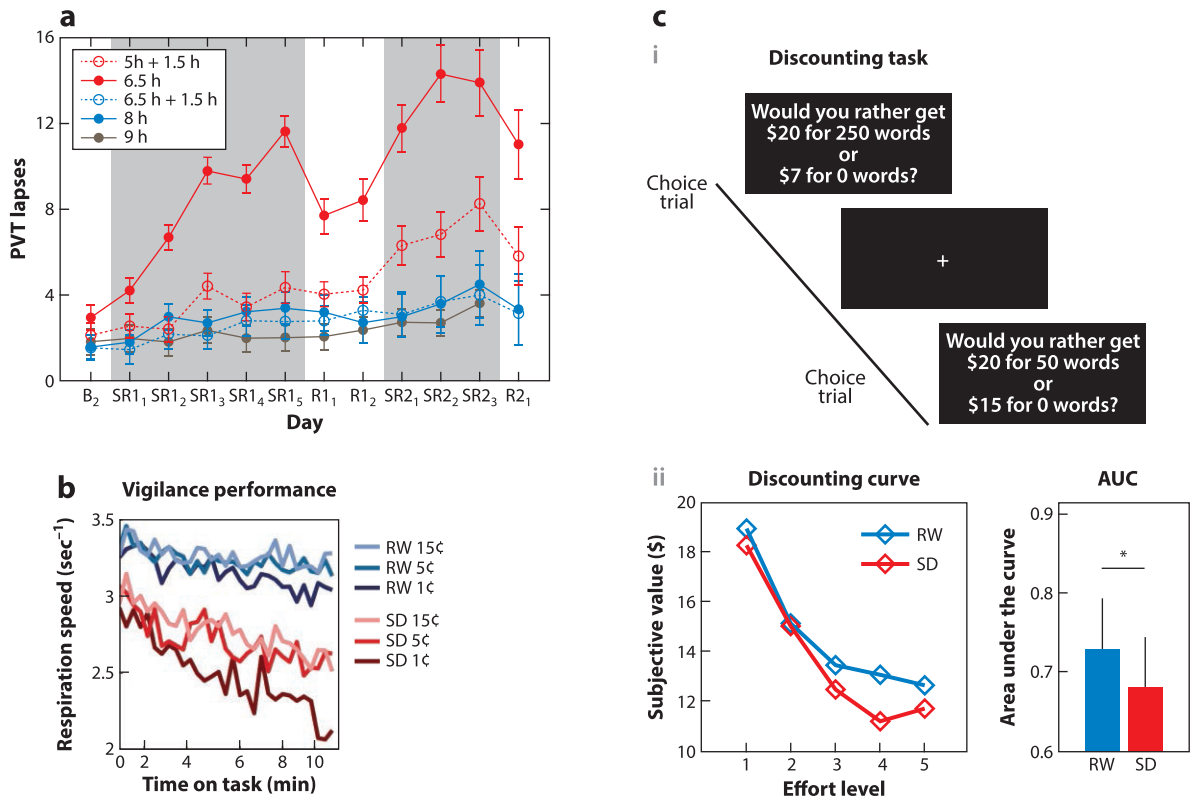 a
16
12
8
4
0
PVT lapses
5h + 1.5 h
6.5 h
6.5 h + 1.5 h
8 h
9 h
B₂
SR1₁
SR1₂
SR1₃
SR1₄
SR1₅
R1₁
R1₂
SR2₁
SR2₂
SR2₃
R2₁
Day
b
Vigilance performance
Respiration speed (sec⁻¹)
3.5
3
2.5
2
0
2
4
6
8
10
Time on task (min)
RW 15¢
RW 5¢
RW 1¢
SD 15¢
SD 5¢
SD 1¢
c
i
Discounting task
Would you rather get
$20 for 250 words
or
$7 for 0 words?
Choice
trial
+
Would you rather get
$20 for 50 words
or
$15 for 0 words?
Choice
trial
ii
Discounting curve
Subjective value ($)
20
18
16
14
12
10
RW
SD
1
2
3
4
5
Effort level
AUC
Area under the curve
0.9
0.8
0.7
0.6
*
RW
SD